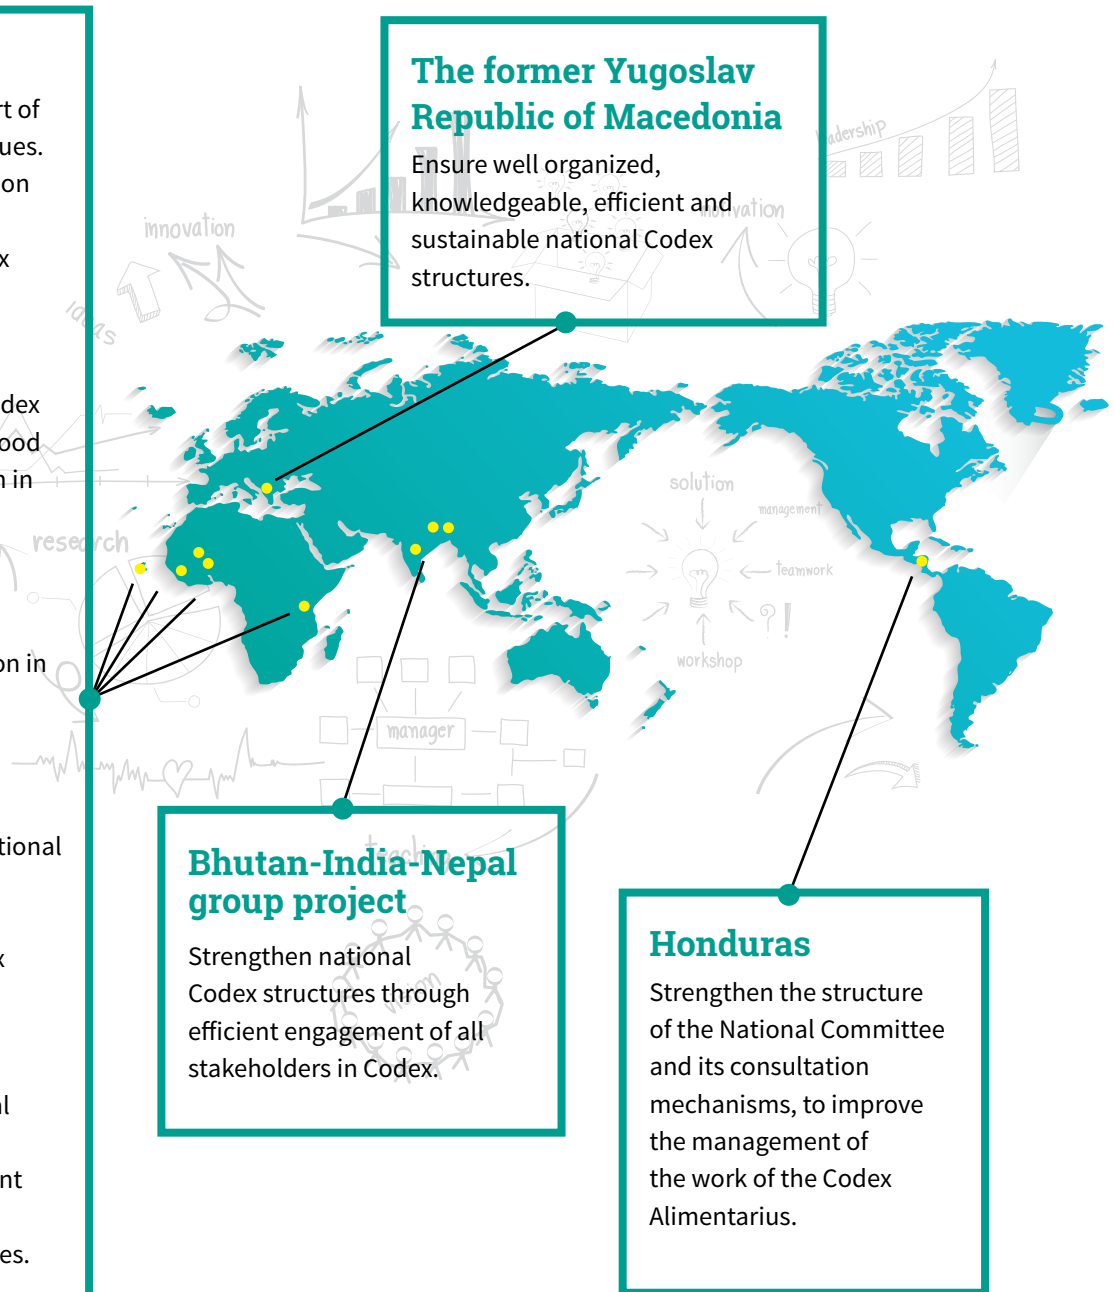 rt of
ues.
on
x
dex
ood
n in
on in
tional
x
al
nt
es.
The former Yugoslav
Republic of Macedonia
Ensure well organized,
knowledgeable, efficient and
sustainable national Codex
structures.
leadership
motivation
innovation
ideas
research
solution
management
teamwork
? !
workshop
manager
teaching
Bhutan-India-Nepal
group project
Strengthen national
Codex structures through
efficient engagement of all
stakeholders in Codex.
vision
Honduras
Strengthen the structure
of the National Committee
and its consultation
mechanisms, to improve
the management of
the work of the Codex
Alimentarius.